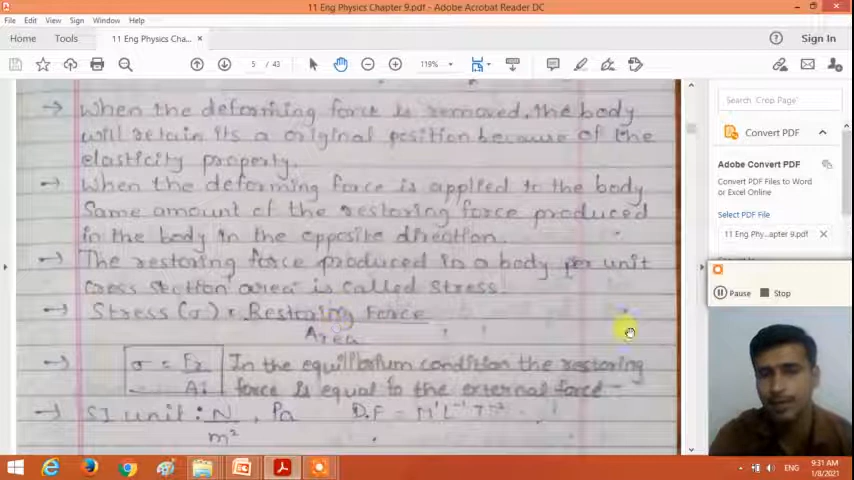 11 Eng Physics Chapter 9.pdf - Adobe Acrobat Reader DC
File Edit View Sign Window Help
Home Tools 11 Eng Physics Cha... × Sign In
5 / 43 119%
→ When the deforming force is removed, the body
will retain its a original position because of the
elasticity property.
→ When the deforming force is applied to the body
Same amount of the restoring force produced
in the body in the opposite direction.
→ The restoring force produced in a body per unit
cross section area is called Stress.
→ Stress (σ) = Restoring Force
Area
→ σ = Fr In the equilibrium condition the restoring
Ai force is equal to the external force
→ SI unit: N , Pa D.F = M¹L⁻¹T⁻²
m²
Search 'Crop Page'
Convert PDF
Adobe Convert PDF
Convert PDF Files to Word
or Excel Online
Select PDF File
11 Eng Phy...apter 9.pdf ×
Pause Stop
ENG 9:31 AM
1/8/2021